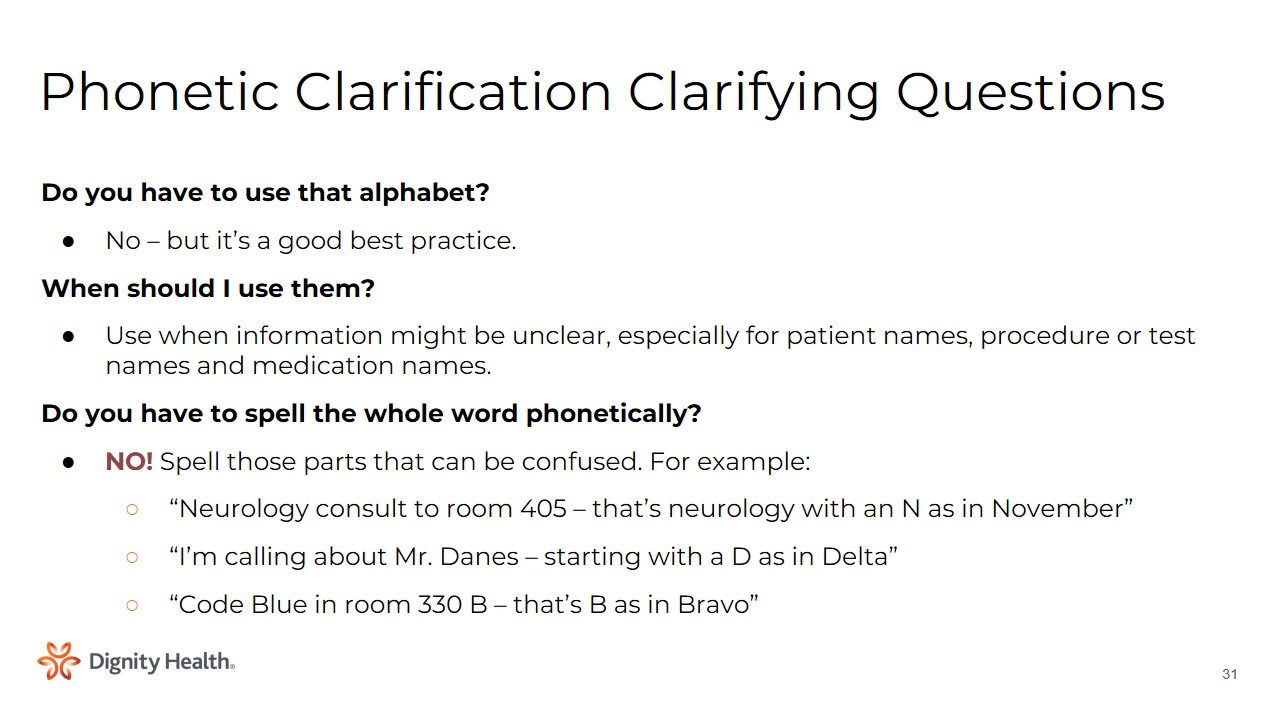 Phonetic Clarification Clarifying Questions
Do you have to use that alphabet?
● No – but it’s a good best practice.
When should I use them?
● Use when information might be unclear, especially for patient names, procedure or test
names and medication names.
Do you have to spell the whole word phonetically?
● NO! Spell those parts that can be confused. For example:
○ “Neurology consult to room 405 – that’s neurology with an N as in November”
○ “I’m calling about Mr. Danes – starting with a D as in Delta”
○ “Code Blue in room 330 B – that’s B as in Bravo”
Dignity Health®
31